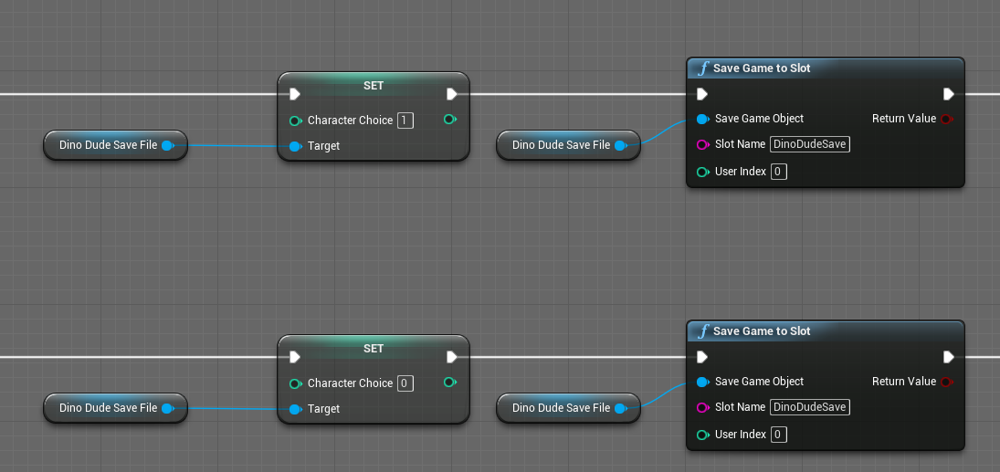 SET
Character Choice 1
Dino Dude Save File
Target
Dino Dude Save File
f Save Game to Slot
Save Game Object
Return Value
Slot Name DinoDudeSave
User Index 0
SET
Character Choice 0
Dino Dude Save File
Target
Dino Dude Save File
f Save Game to Slot
Save Game Object
Return Value
Slot Name DinoDudeSave
User Index 0